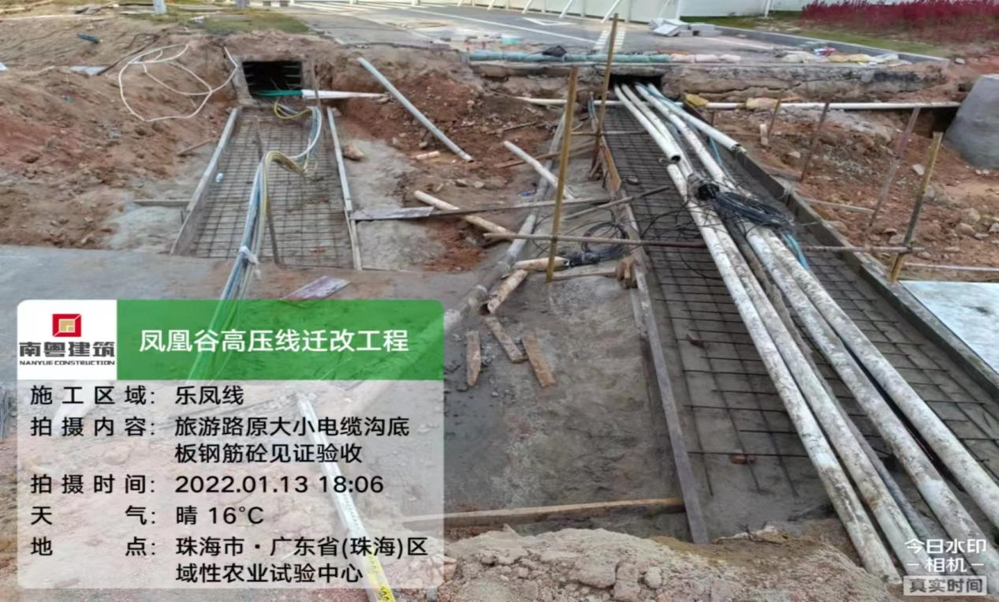 南粤建筑
NANYUE CONSTRUCTION
凤凰谷高压线迁改工程
施工区域：乐凤线
拍摄内容：旅游路原大小电缆沟底
板钢筋砼见证验收
拍摄时间：2022.01.13 18:06
天气：晴 16°C
地点：珠海市·广东省(珠海)区
域性农业试验中心
今日水印
-相机-
真实时间